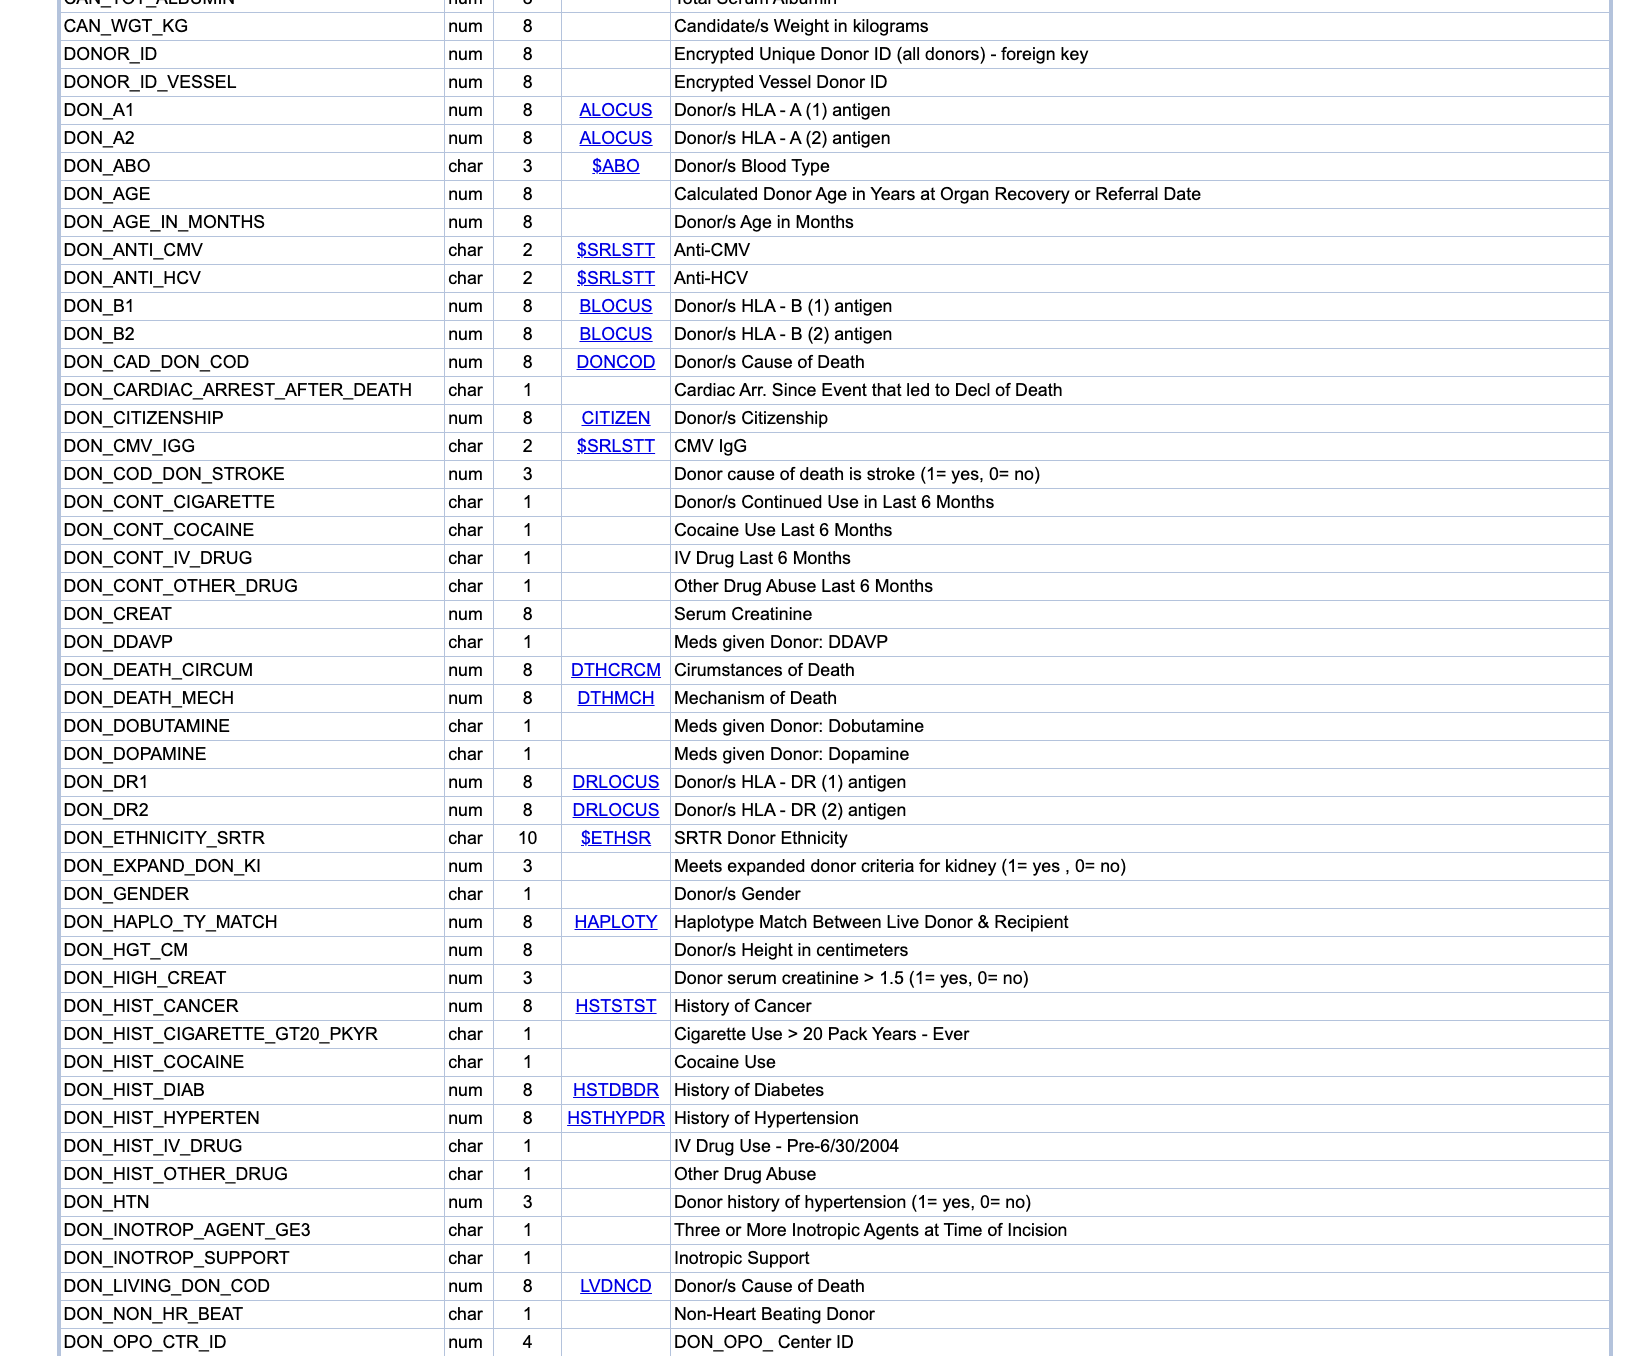 CAN_TOT_ALBUMIN num 8 Total Serum Albumin
CAN_WGT_KG num 8 Candidate/s Weight in kilograms
DONOR_ID num 8 Encrypted Unique Donor ID (all donors) - foreign key
DONOR_ID_VESSEL num 8 Encrypted Vessel Donor ID
DON_A1 num 8 ALOCUS Donor/s HLA - A (1) antigen
DON_A2 num 8 ALOCUS Donor/s HLA - A (2) antigen
DON_ABO char 3 $ABO Donor/s Blood Type
DON_AGE num 8 Calculated Donor Age in Years at Organ Recovery or Referral Date
DON_AGE_IN_MONTHS num 8 Donor/s Age in Months
DON_ANTI_CMV char 2 $SRLSTT Anti-CMV
DON_ANTI_HCV char 2 $SRLSTT Anti-HCV
DON_B1 num 8 BLOCUS Donor/s HLA - B (1) antigen
DON_B2 num 8 BLOCUS Donor/s HLA - B (2) antigen
DON_CAD_DON_COD num 8 DONCOD Donor/s Cause of Death
DON_CARDIAC_ARREST_AFTER_DEATH char 1 Cardiac Arr. Since Event that led to Decl of Death
DON_CITIZENSHIP num 8 CITIZEN Donor/s Citizenship
DON_CMV_IGG char 2 $SRLSTT CMV IgG
DON_COD_DON_STROKE num 3 Donor cause of death is stroke (1= yes, 0= no)
DON_CONT_CIGARETTE char 1 Donor/s Continued Use in Last 6 Months
DON_CONT_COCAINE char 1 Cocaine Use Last 6 Months
DON_CONT_IV_DRUG char 1 IV Drug Last 6 Months
DON_CONT_OTHER_DRUG char 1 Other Drug Abuse Last 6 Months
DON_CREAT num 8 Serum Creatinine
DON_DDAVP char 1 Meds given Donor: DDAVP
DON_DEATH_CIRCUM num 8 DTHCRCM Cirumstances of Death
DON_DEATH_MECH num 8 DTHMCH Mechanism of Death
DON_DOBUTAMINE char 1 Meds given Donor: Dobutamine
DON_DOPAMINE char 1 Meds given Donor: Dopamine
DON_DR1 num 8 DRLOCUS Donor/s HLA - DR (1) antigen
DON_DR2 num 8 DRLOCUS Donor/s HLA - DR (2) antigen
DON_ETHNICITY_SRTR char 10 $ETHSR SRTR Donor Ethnicity
DON_EXPAND_DON_KI num 3 Meets expanded donor criteria for kidney (1= yes , 0= no)
DON_GENDER char 1 Donor/s Gender
DON_HAPLO_TY_MATCH num 8 HAPLOTY Haplotype Match Between Live Donor & Recipient
DON_HGT_CM num 8 Donor/s Height in centimeters
DON_HIGH_CREAT num 3 Donor serum creatinine > 1.5 (1= yes, 0= no)
DON_HIST_CANCER num 8 HSTSTST History of Cancer
DON_HIST_CIGARETTE_GT20_PKYR char 1 Cigarette Use > 20 Pack Years - Ever
DON_HIST_COCAINE char 1 Cocaine Use
DON_HIST_DIAB num 8 HSTDBDR History of Diabetes
DON_HIST_HYPERTEN num 8 HSTHYPDR History of Hypertension
DON_HIST_IV_DRUG char 1 IV Drug Use - Pre-6/30/2004
DON_HIST_OTHER_DRUG char 1 Other Drug Abuse
DON_HTN num 3 Donor history of hypertension (1= yes, 0= no)
DON_INOTROP_AGENT_GE3 char 1 Three or More Inotropic Agents at Time of Incision
DON_INOTROP_SUPPORT char 1 Inotropic Support
DON_LIVING_DON_COD num 8 LVDNCD Donor/s Cause of Death
DON_NON_HR_BEAT char 1 Non-Heart Beating Donor
DON_OPO_CTR_ID num 4 DON_OPO_ Center ID